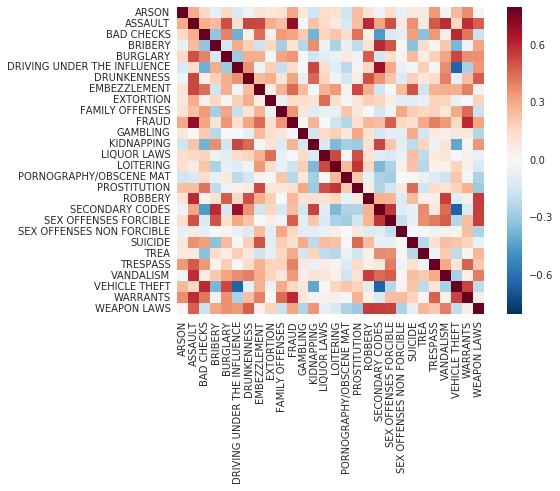 ARSON
ASSAULT
BAD CHECKS
BRIBERY
BURGLARY
DRIVING UNDER THE INFLUENCE
DRUNKENNESS
EMBEZZLEMENT
EXTORTION
FAMILY OFFENSES
FRAUD
GAMBLING
KIDNAPPING
LIQUOR LAWS
LOITERING
PORNOGRAPHY/OBSCENE MAT
PROSTITUTION
ROBBERY
SECONDARY CODES
SEX OFFENSES FORCIBLE
SEX OFFENSES NON FORCIBLE
SUICIDE
TREA
TRESPASS
VANDALISM
VEHICLE THEFT
WARRANTS
WEAPON LAWS
ARSON
ASSAULT
BAD CHECKS
BRIBERY
BURGLARY
DRIVING UNDER THE INFLUENCE
DRUNKENNESS
EMBEZZLEMENT
EXTORTION
FAMILY OFFENSES
FRAUD
GAMBLING
KIDNAPPING
LIQUOR LAWS
LOITERING
PORNOGRAPHY/OBSCENE MAT
PROSTITUTION
ROBBERY
SECONDARY CODES
SEX OFFENSES FORCIBLE
SEX OFFENSES NON FORCIBLE
SUICIDE
TREA
TRESPASS
VANDALISM
VEHICLE THEFT
WARRANTS
WEAPON LAWS
0.6
0.3
0.0
−0.3
−0.6